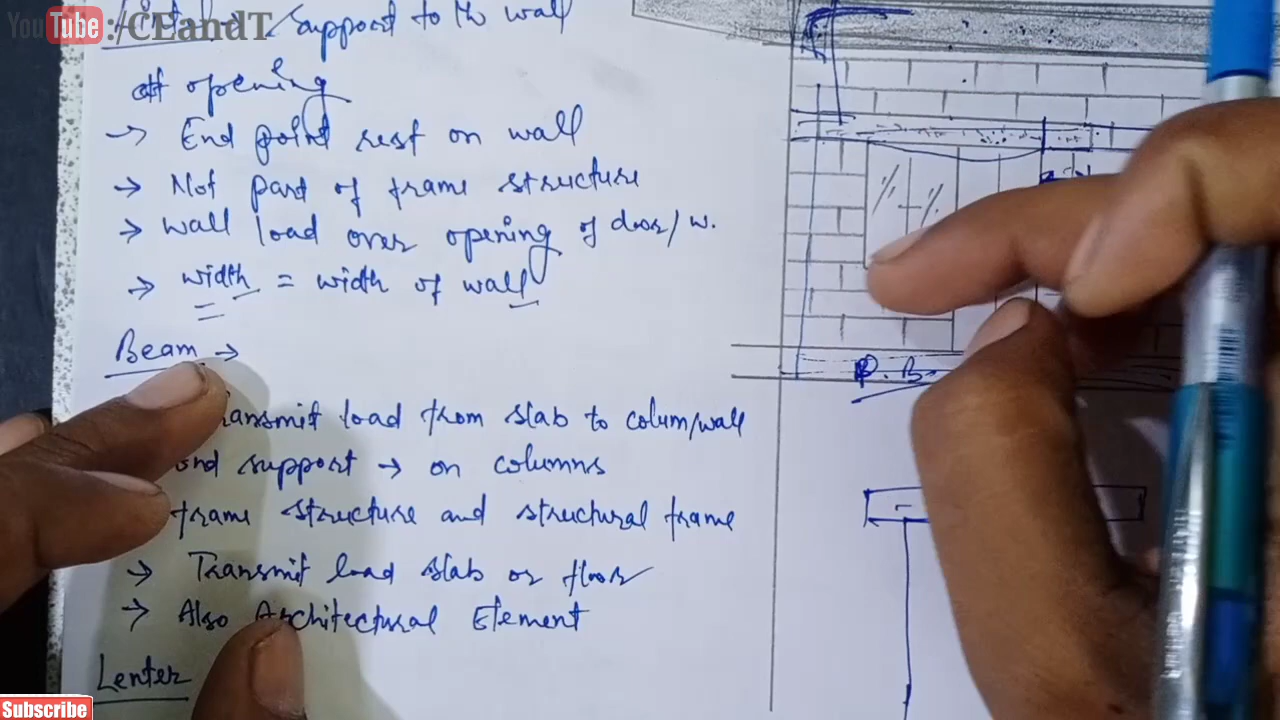 YouTube:/CEandT
support to the wall
off opening
→ End point rest on wall
→ Not part of frame structure
→ wall load over opening of door/w.
→ width = width of wall
Beam →
Transmit load from slab to colum/wall
end support → on columns
frame structure and structural frame
→ Transmit load slab or floor
→ Also Architectural Element
Lenter
P. B.
Subscribe